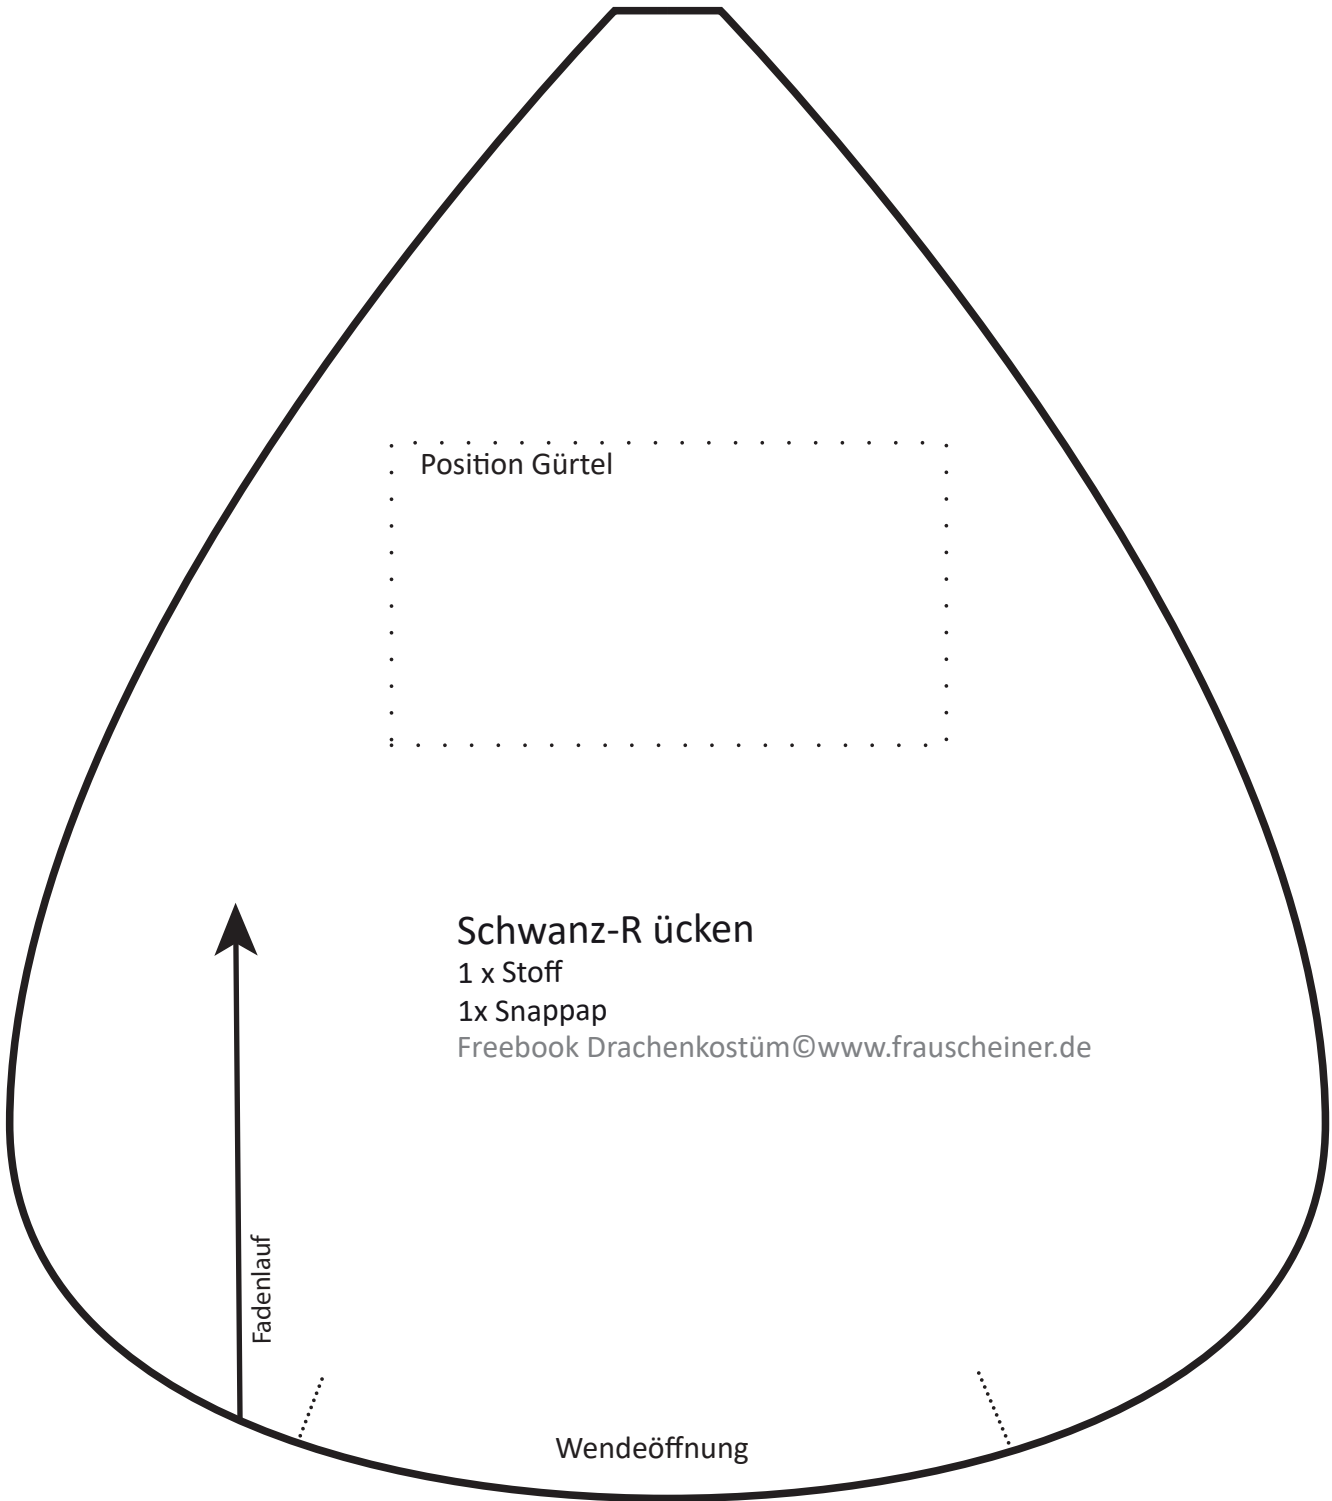 Position Gürtel
Schwanz-R ücken
1 x Stoff
1x Snappap
Freebook Drachenkostüm©www.frauscheiner.de
Fadenlauf
Wendeöffnung